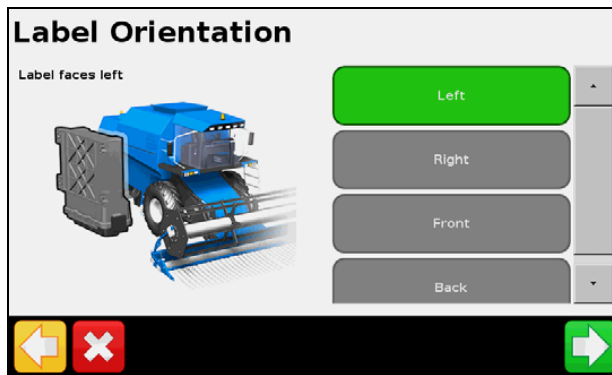 Label Orientation
Label faces left
Left
Right
Front
Back